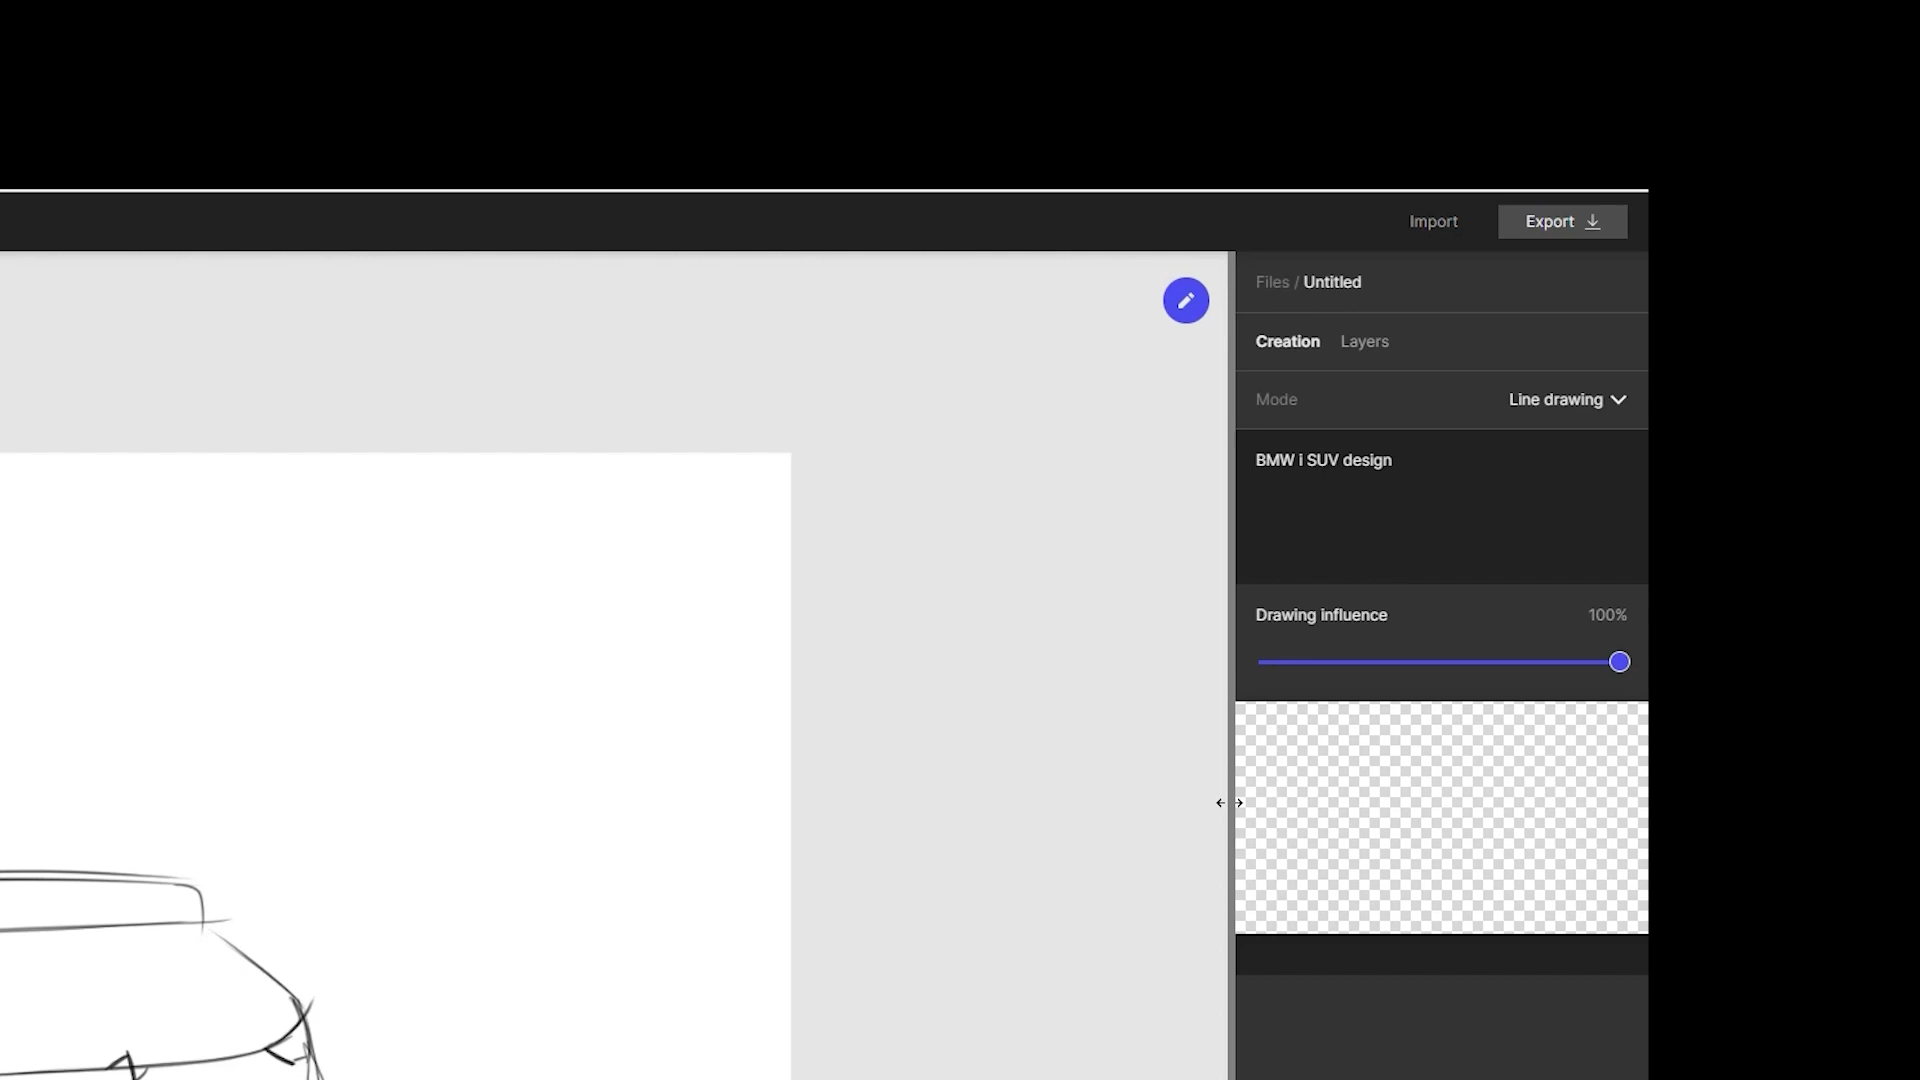 Import
Export
Files / Untitled
Creation Layers
Mode Line drawing
BMW i SUV design
Drawing influence 100%